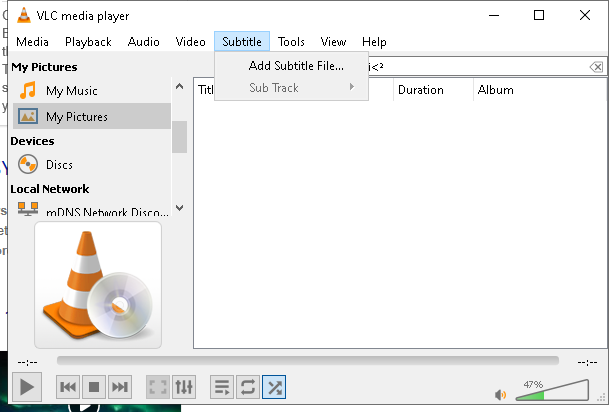 VLC media player
Media Playback Audio Video Subtitle Tools View Help
My Pictures
Add Subtitle File...
i<²
My Music
Sub Track
Duration Album
My Pictures
Devices
Discs
Local Network
mDNS Network Disco...
--:-- --:--
47%